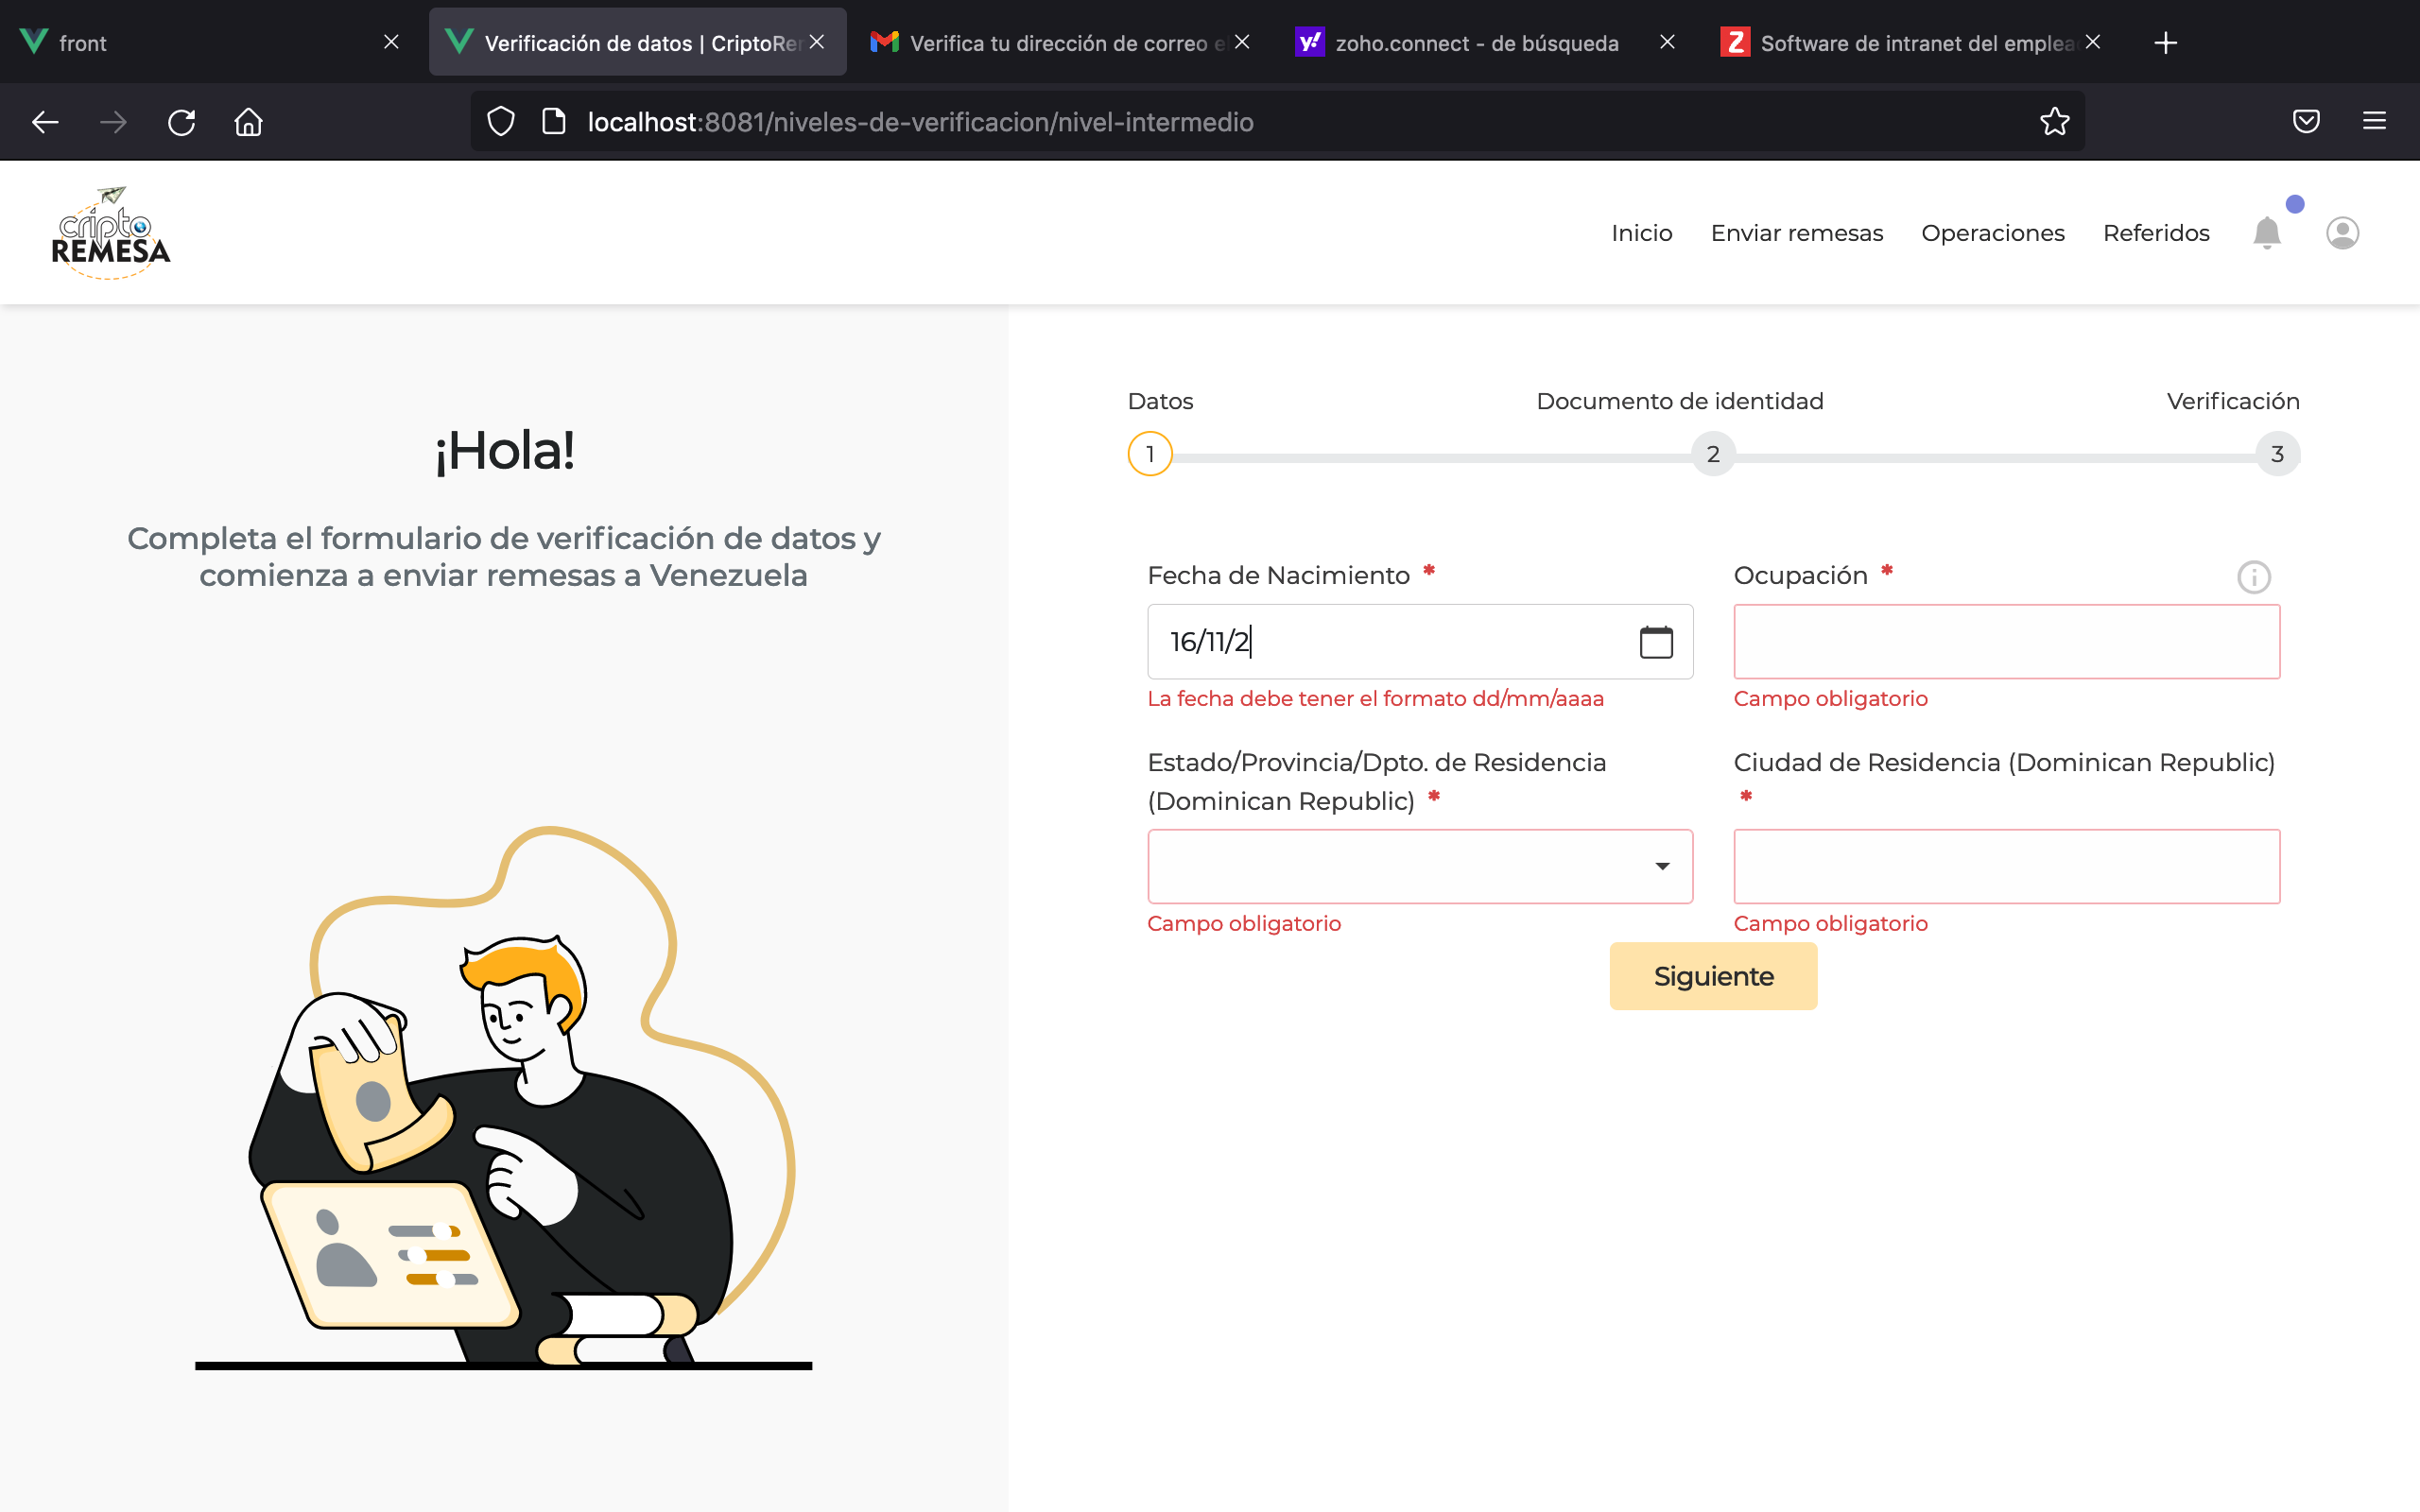 front
Verificación de datos | CriptoRe
Verifica tu dirección de correo e
zoho.connect - de búsqueda
Software de intranet del emplea
localhost:8081/niveles-de-verificacion/nivel-intermedio
cripto
REMESA
Inicio
Enviar remesas
Operaciones
Referidos
¡Hola!
Completa el formulario de verificación de datos y
comienza a enviar remesas a Venezuela
Datos
Documento de identidad
Verificación
1
2
3
Fecha de Nacimiento *
16/11/2
La fecha debe tener el formato dd/mm/aaaa
Ocupación *
Campo obligatorio
Estado/Provincia/Dpto. de Residencia
(Dominican Republic) *
Campo obligatorio
Ciudad de Residencia (Dominican Republic)
*
Campo obligatorio
Siguiente